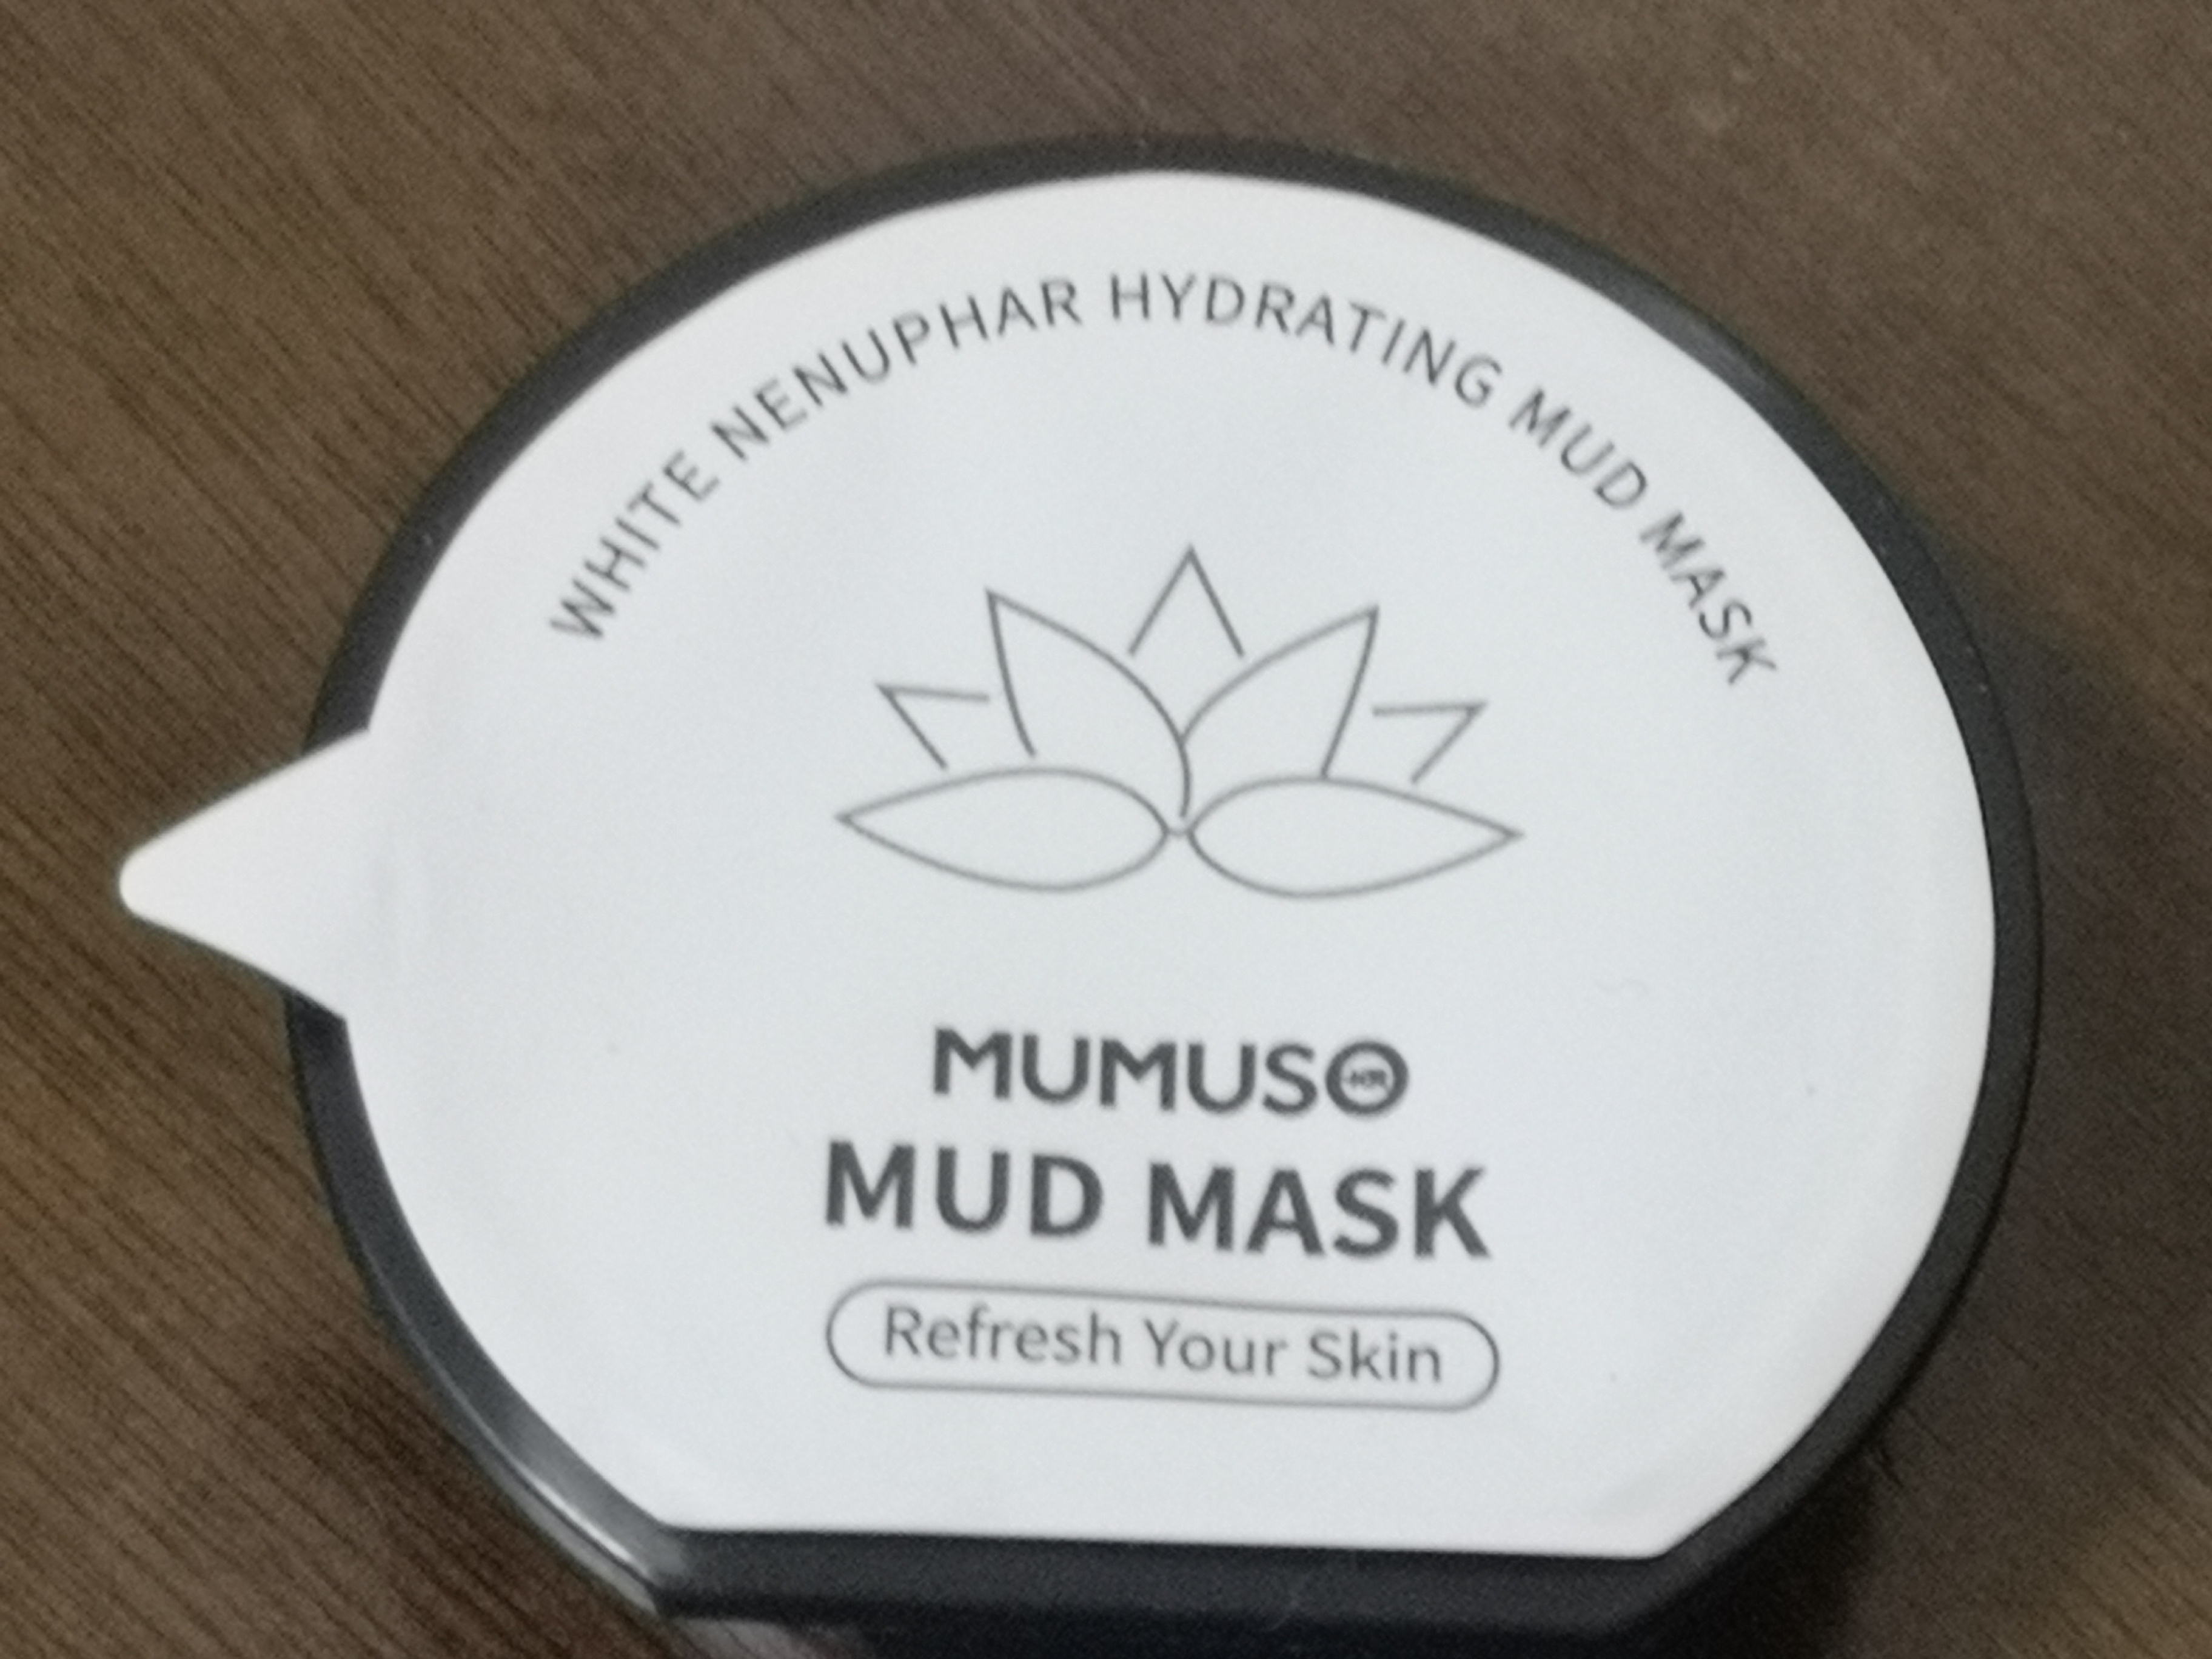 WHITE NENUPHAR HYDRATING MUD MASK
MUMUSO
MUD MASK
Refresh Your Skin